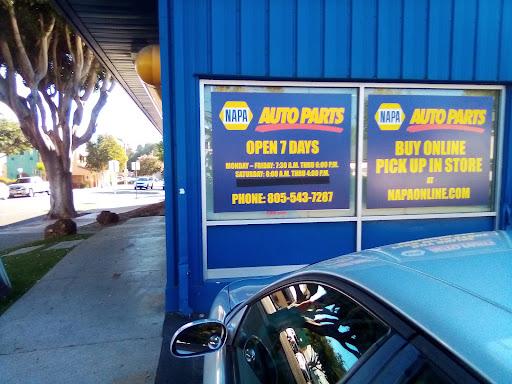 NAPA AUTO PARTS
OPEN 7 DAYS
MONDAY - FRIDAY: 7:30 A.M. THRU 6:00 P.M.
SATURDAY: 8:00 A.M. THRU 4:00 P.M.
PHONE: 805-543-7287
NAPA AUTO PARTS
BUY ONLINE
PICK UP IN STORE
AT
NAPAONLINE.COM